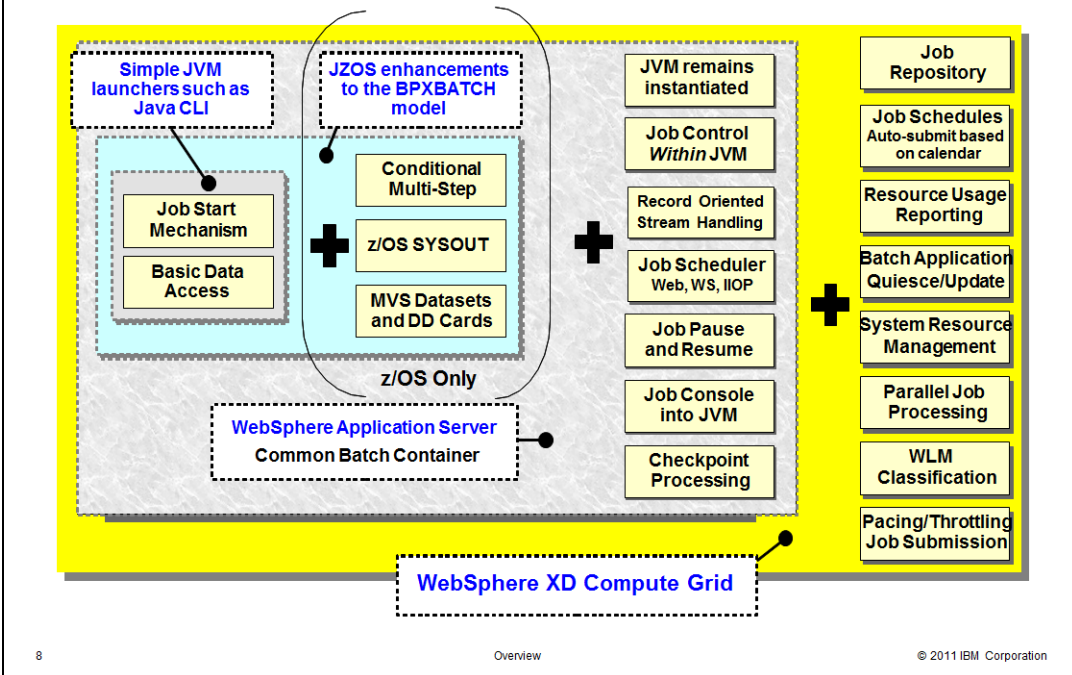 Simple JVM
launchers such as
Java CLI
JZOS enhancements
to the BPXBATCH
model
Job Start
Mechanism
Basic Data
Access
Conditional
Multi-Step
z/OS SYSOUT
MVS Datasets
and DD Cards
z/OS Only
WebSphere Application Server
Common Batch Container
JVM remains
instantiated
Job Control
Within JVM
Record Oriented
Stream Handling
Job Scheduler
Web, WS, IIOP
Job Pause
and Resume
Job Console
into JVM
Checkpoint
Processing
Job
Repository
Job Schedules
Auto-submit based
on calendar
Resource Usage
Reporting
Batch Application
Quiesce/Update
System Resource
Management
Parallel Job
Processing
WLM
Classification
Pacing/Throttling
Job Submission
WebSphere XD Compute Grid
8
Overview
© 2011 IBM Corporation